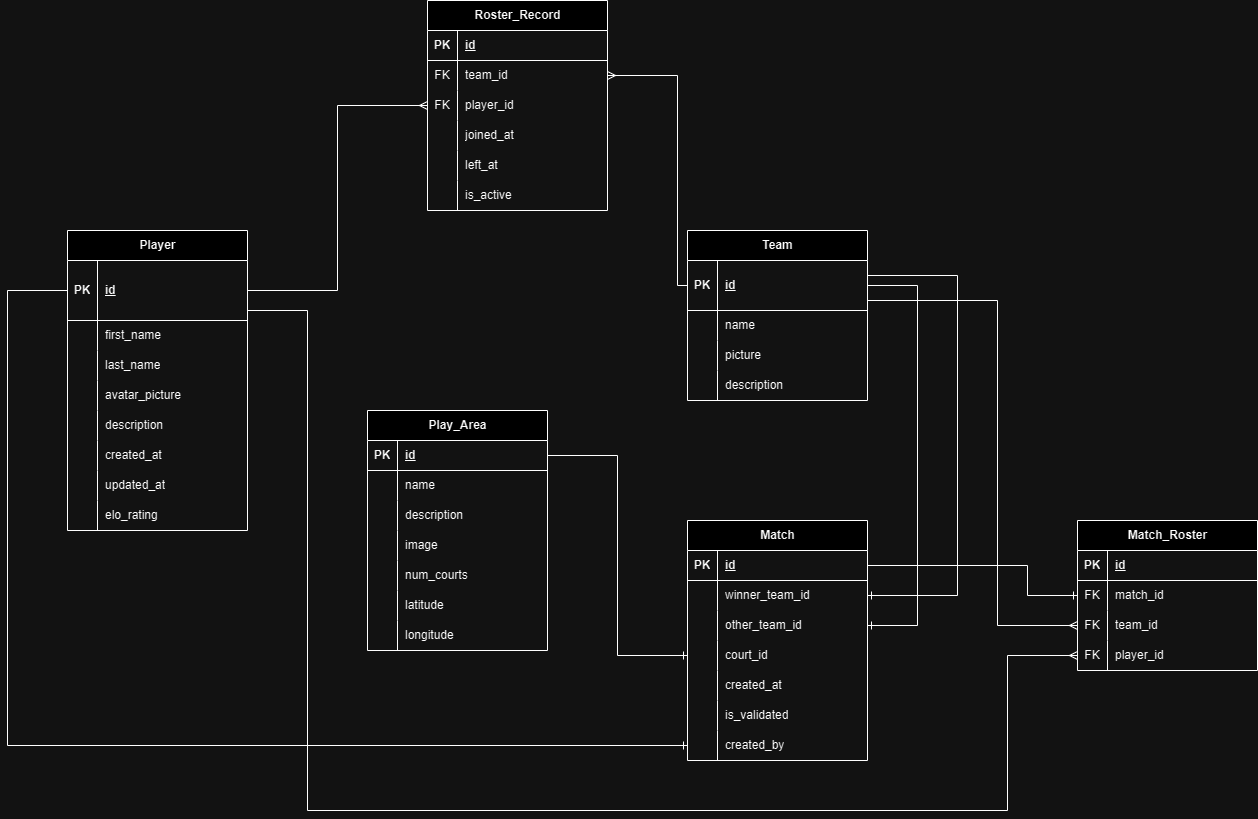 Roster_Record
PK id
FK team_id
FK player_id
joined_at
left_at
is_active
Player
PK id
first_name
last_name
avatar_picture
description
created_at
updated_at
elo_rating
Team
PK id
name
picture
description
Play_Area
PK id
name
description
image
num_courts
latitude
longitude
Match
PK id
winner_team_id
other_team_id
court_id
created_at
is_validated
created_by
Match_Roster
PK id
FK match_id
FK team_id
FK player_id